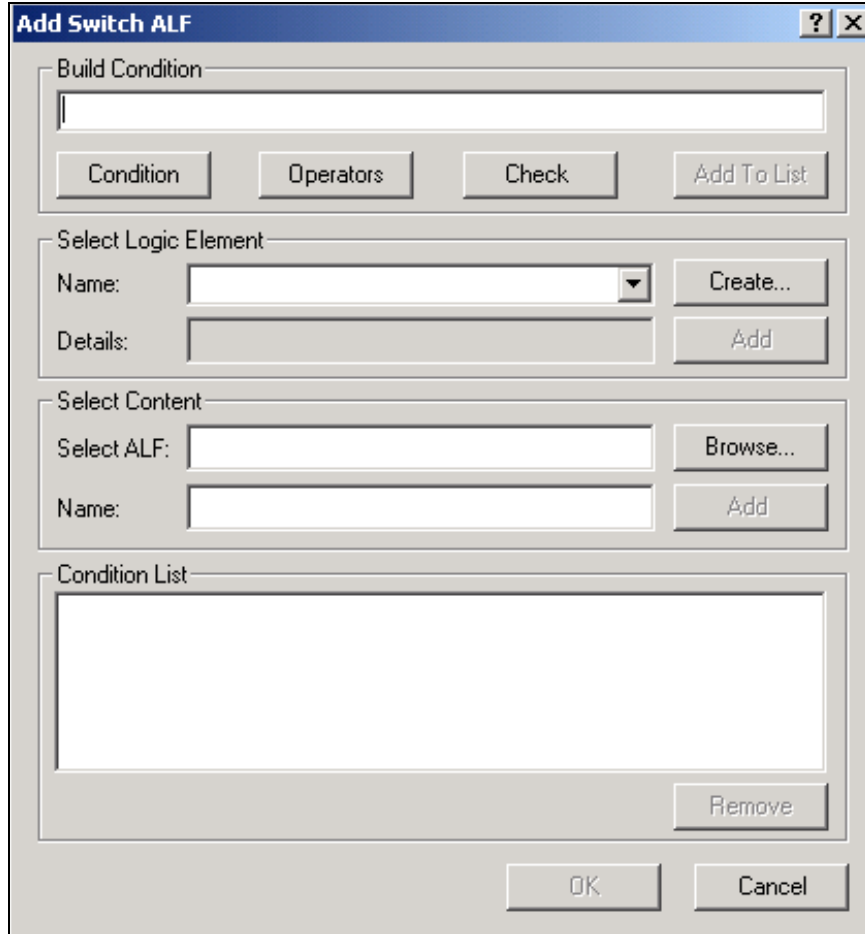 Add Switch ALF
Build Condition
Condition Operators Check Add To List
Select Logic Element
Name: Create...
Details: Add
Select Content
Select ALF: Browse...
Name: Add
Condition List
Remove
OK Cancel